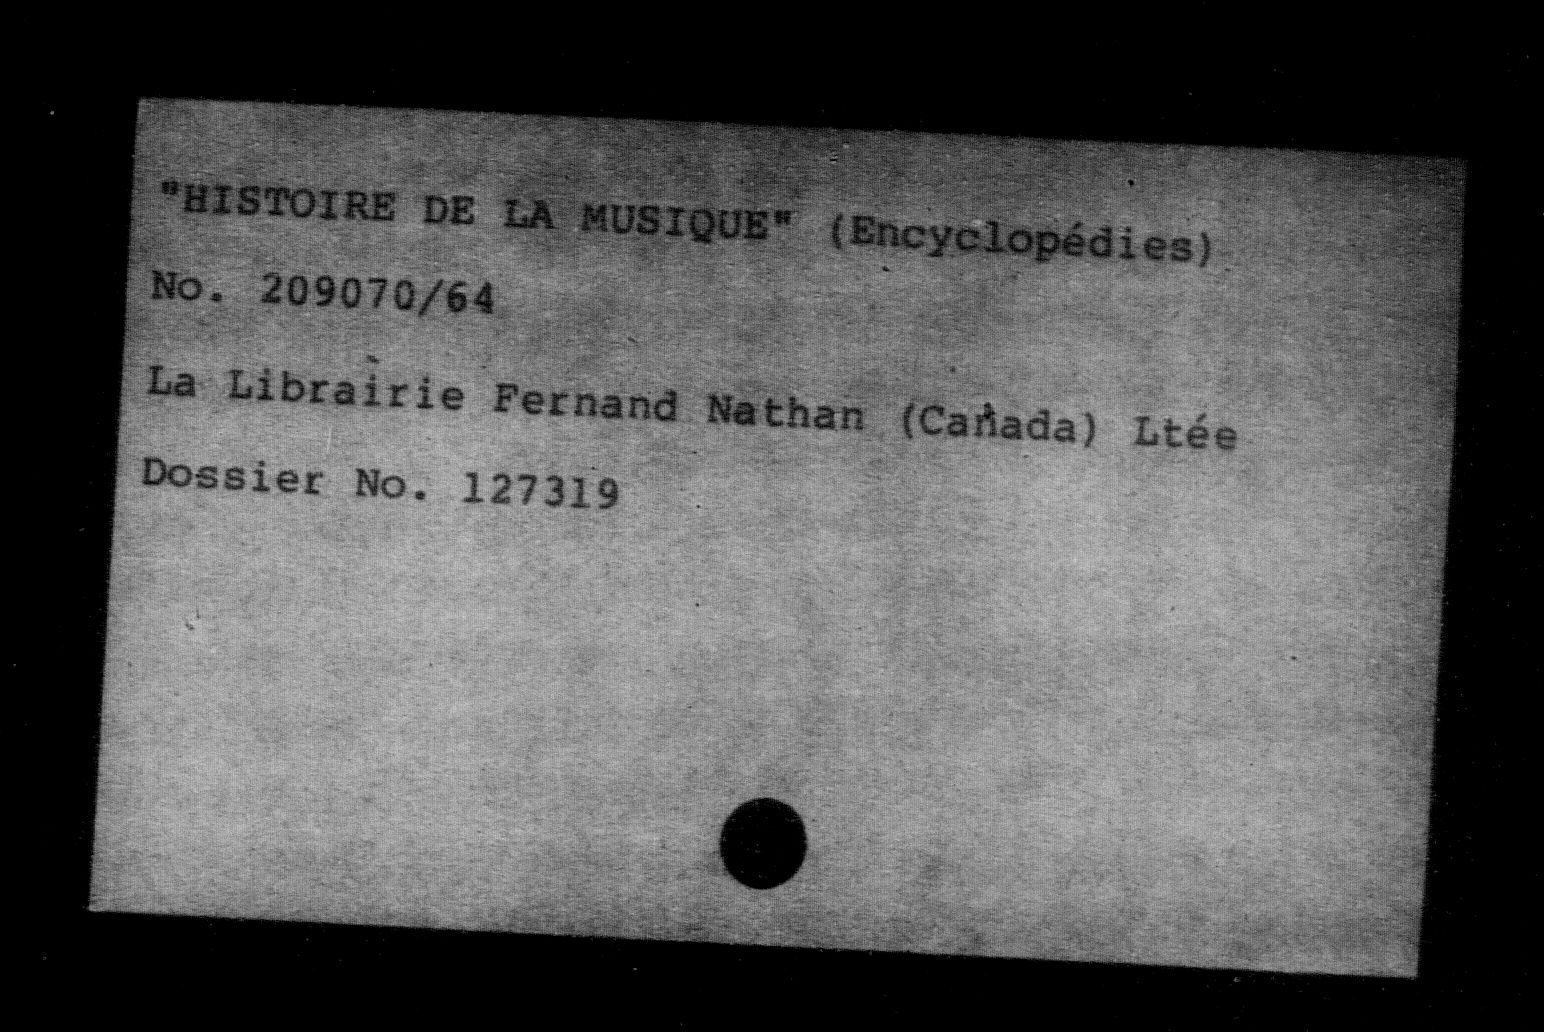 "HISTOIRE DE LA MUSIQUE" (Encyclopédies)
No. 209070/64
La Librairie Fernand Nathan (Canada) Ltée
Dossier No. 127319